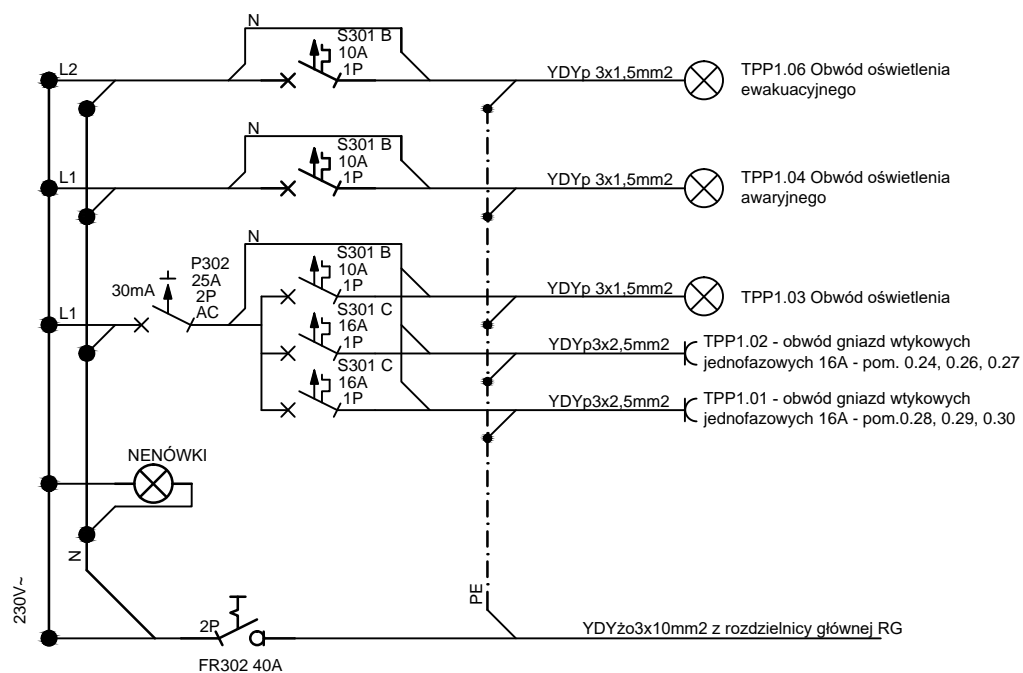 N
S301 B
10A
1P
L2
YDYp 3x1,5mm2
TPP1.06 Obwód oświetlenia
ewakuacyjnego
N
S301 B
10A
1P
L1
YDYp 3x1,5mm2
TPP1.04 Obwód oświetlenia
awaryjnego
N
S301 B
10A
1P
P302
25A
2P
AC
30mA
L1
YDYp 3x1,5mm2
TPP1.03 Obwód oświetlenia
S301 C
16A
1P
YDYp3x2,5mm2
TPP1.02 - obwód gniazd wtykowych
jednofazowych 16A - pom. 0.24, 0.26, 0.27
S301 C
16A
1P
YDYp3x2,5mm2
TPP1.01 - obwód gniazd wtykowych
jednofazowych 16A - pom.0.28, 0.29, 0.30
NENÓWKI
N
PE
230V~
2P
FR302 40A
YDYżo3x10mm2 z rozdzielnicy głównej RG